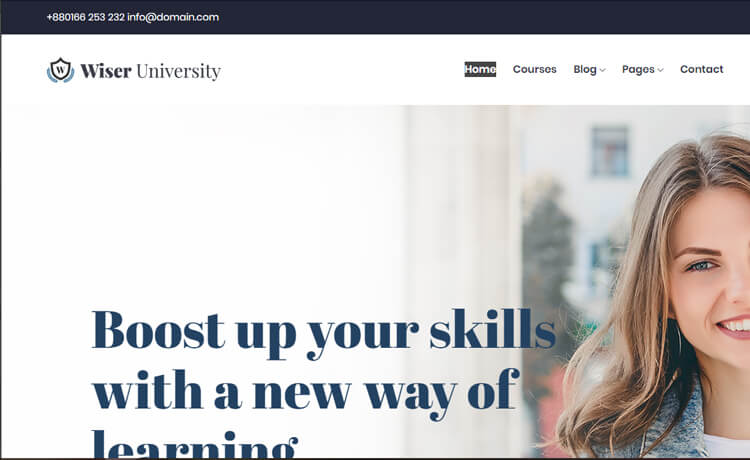 +880166 253 232 info@domain.com
W Wiser University
Home Courses Blog Pages Contact
Boost up your skills
with a new way of
learning